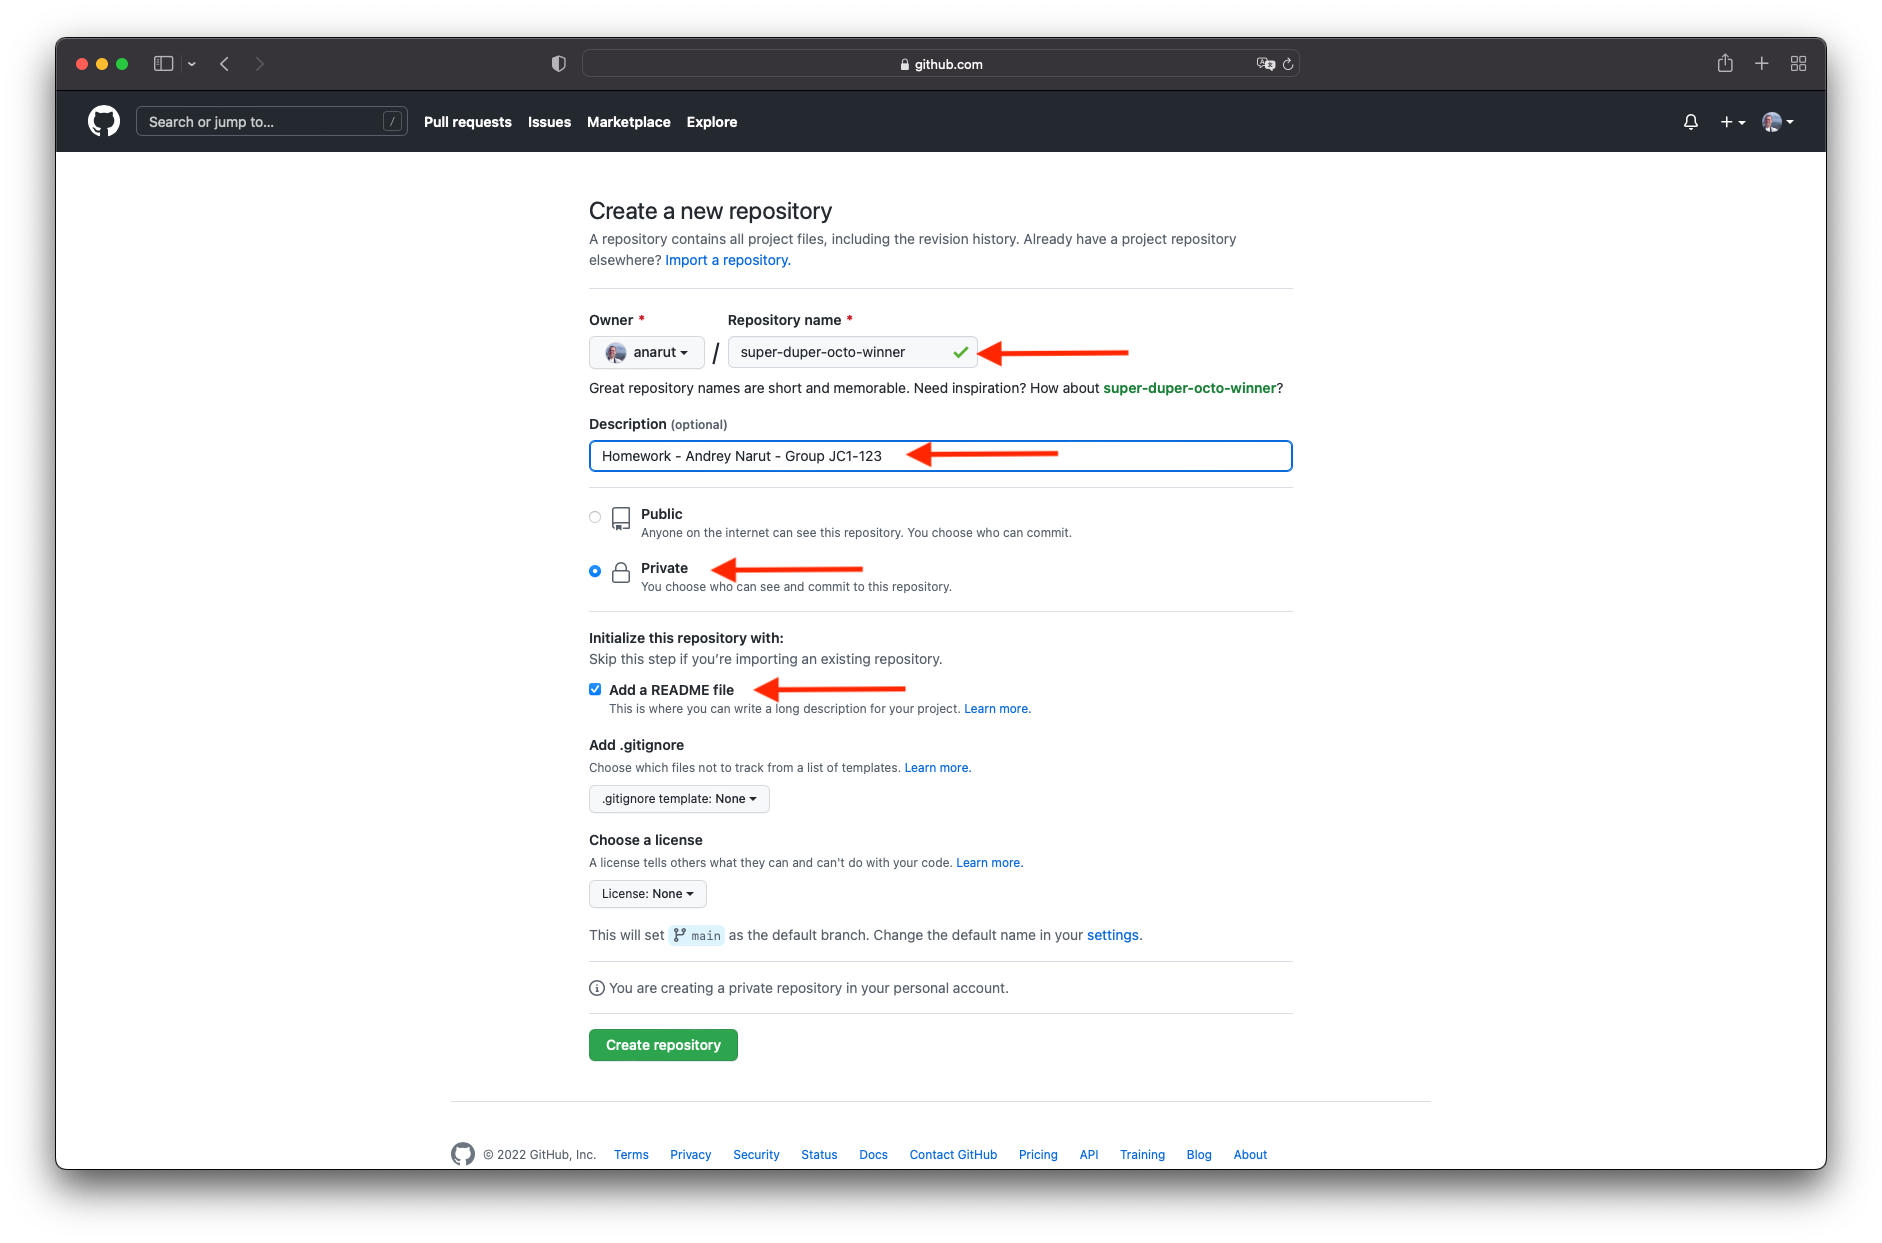 github.com
Search or jump to... /
Pull requests Issues Marketplace Explore
Create a new repository
A repository contains all project files, including the revision history. Already have a project repository
elsewhere? Import a repository.
Owner * Repository name *
anarut / super-duper-octo-winner
Great repository names are short and memorable. Need inspiration? How about super-duper-octo-winner?
Description (optional)
Homework - Andrey Narut - Group JC1-123
Public
Anyone on the internet can see this repository. You choose who can commit.
Private
You choose who can see and commit to this repository.
Initialize this repository with:
Skip this step if you’re importing an existing repository.
Add a README file
This is where you can write a long description for your project. Learn more.
Add .gitignore
Choose which files not to track from a list of templates. Learn more.
.gitignore template: None
Choose a license
A license tells others what they can and can't do with your code. Learn more.
License: None
This will set main as the default branch. Change the default name in your settings.
You are creating a private repository in your personal account.
Create repository
© 2022 GitHub, Inc. Terms Privacy Security Status Docs Contact GitHub Pricing API Training Blog About